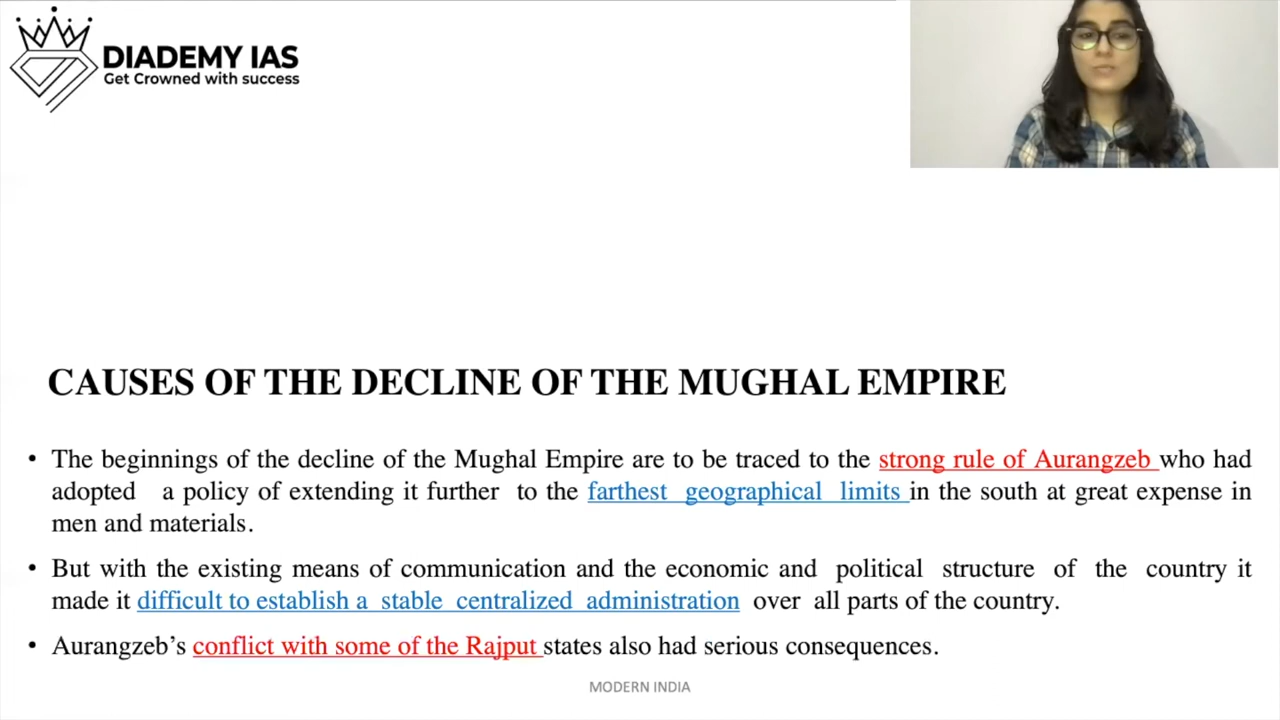 DIADEMY IAS
Get Crowned with success
CAUSES OF THE DECLINE OF THE MUGHAL EMPIRE
• The beginnings of the decline of the Mughal Empire are to be traced to the strong rule of Aurangzeb who had
adopted a policy of extending it further to the farthest geographical limits in the south at great expense in
men and materials.
• But with the existing means of communication and the economic and political structure of the country it
made it difficult to establish a stable centralized administration over all parts of the country.
• Aurangzeb’s conflict with some of the Rajput states also had serious consequences.
MODERN INDIA